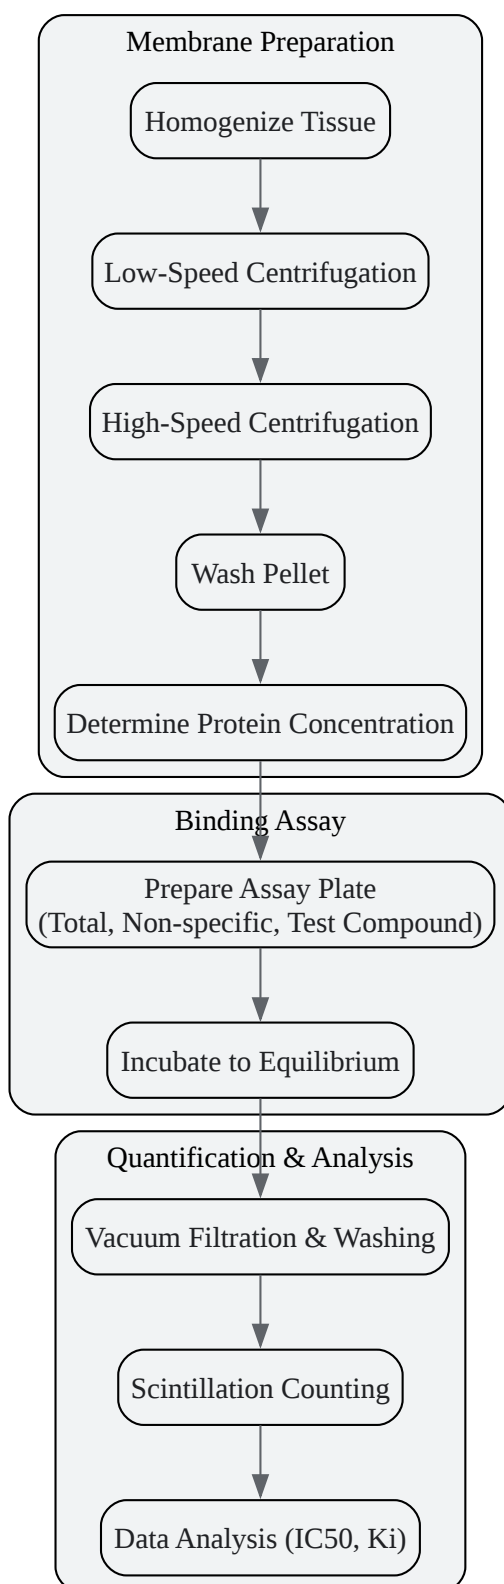 Membrane Preparation
Homogenize Tissue
Low-Speed Centrifugation
High-Speed Centrifugation
Wash Pellet
Determine Protein Concentration
Binding Assay
Prepare Assay Plate
(Total, Non-specific, Test Compound)
Incubate to Equilibrium
Quantification & Analysis
Vacuum Filtration & Washing
Scintillation Counting
Data Analysis (IC50, Ki)